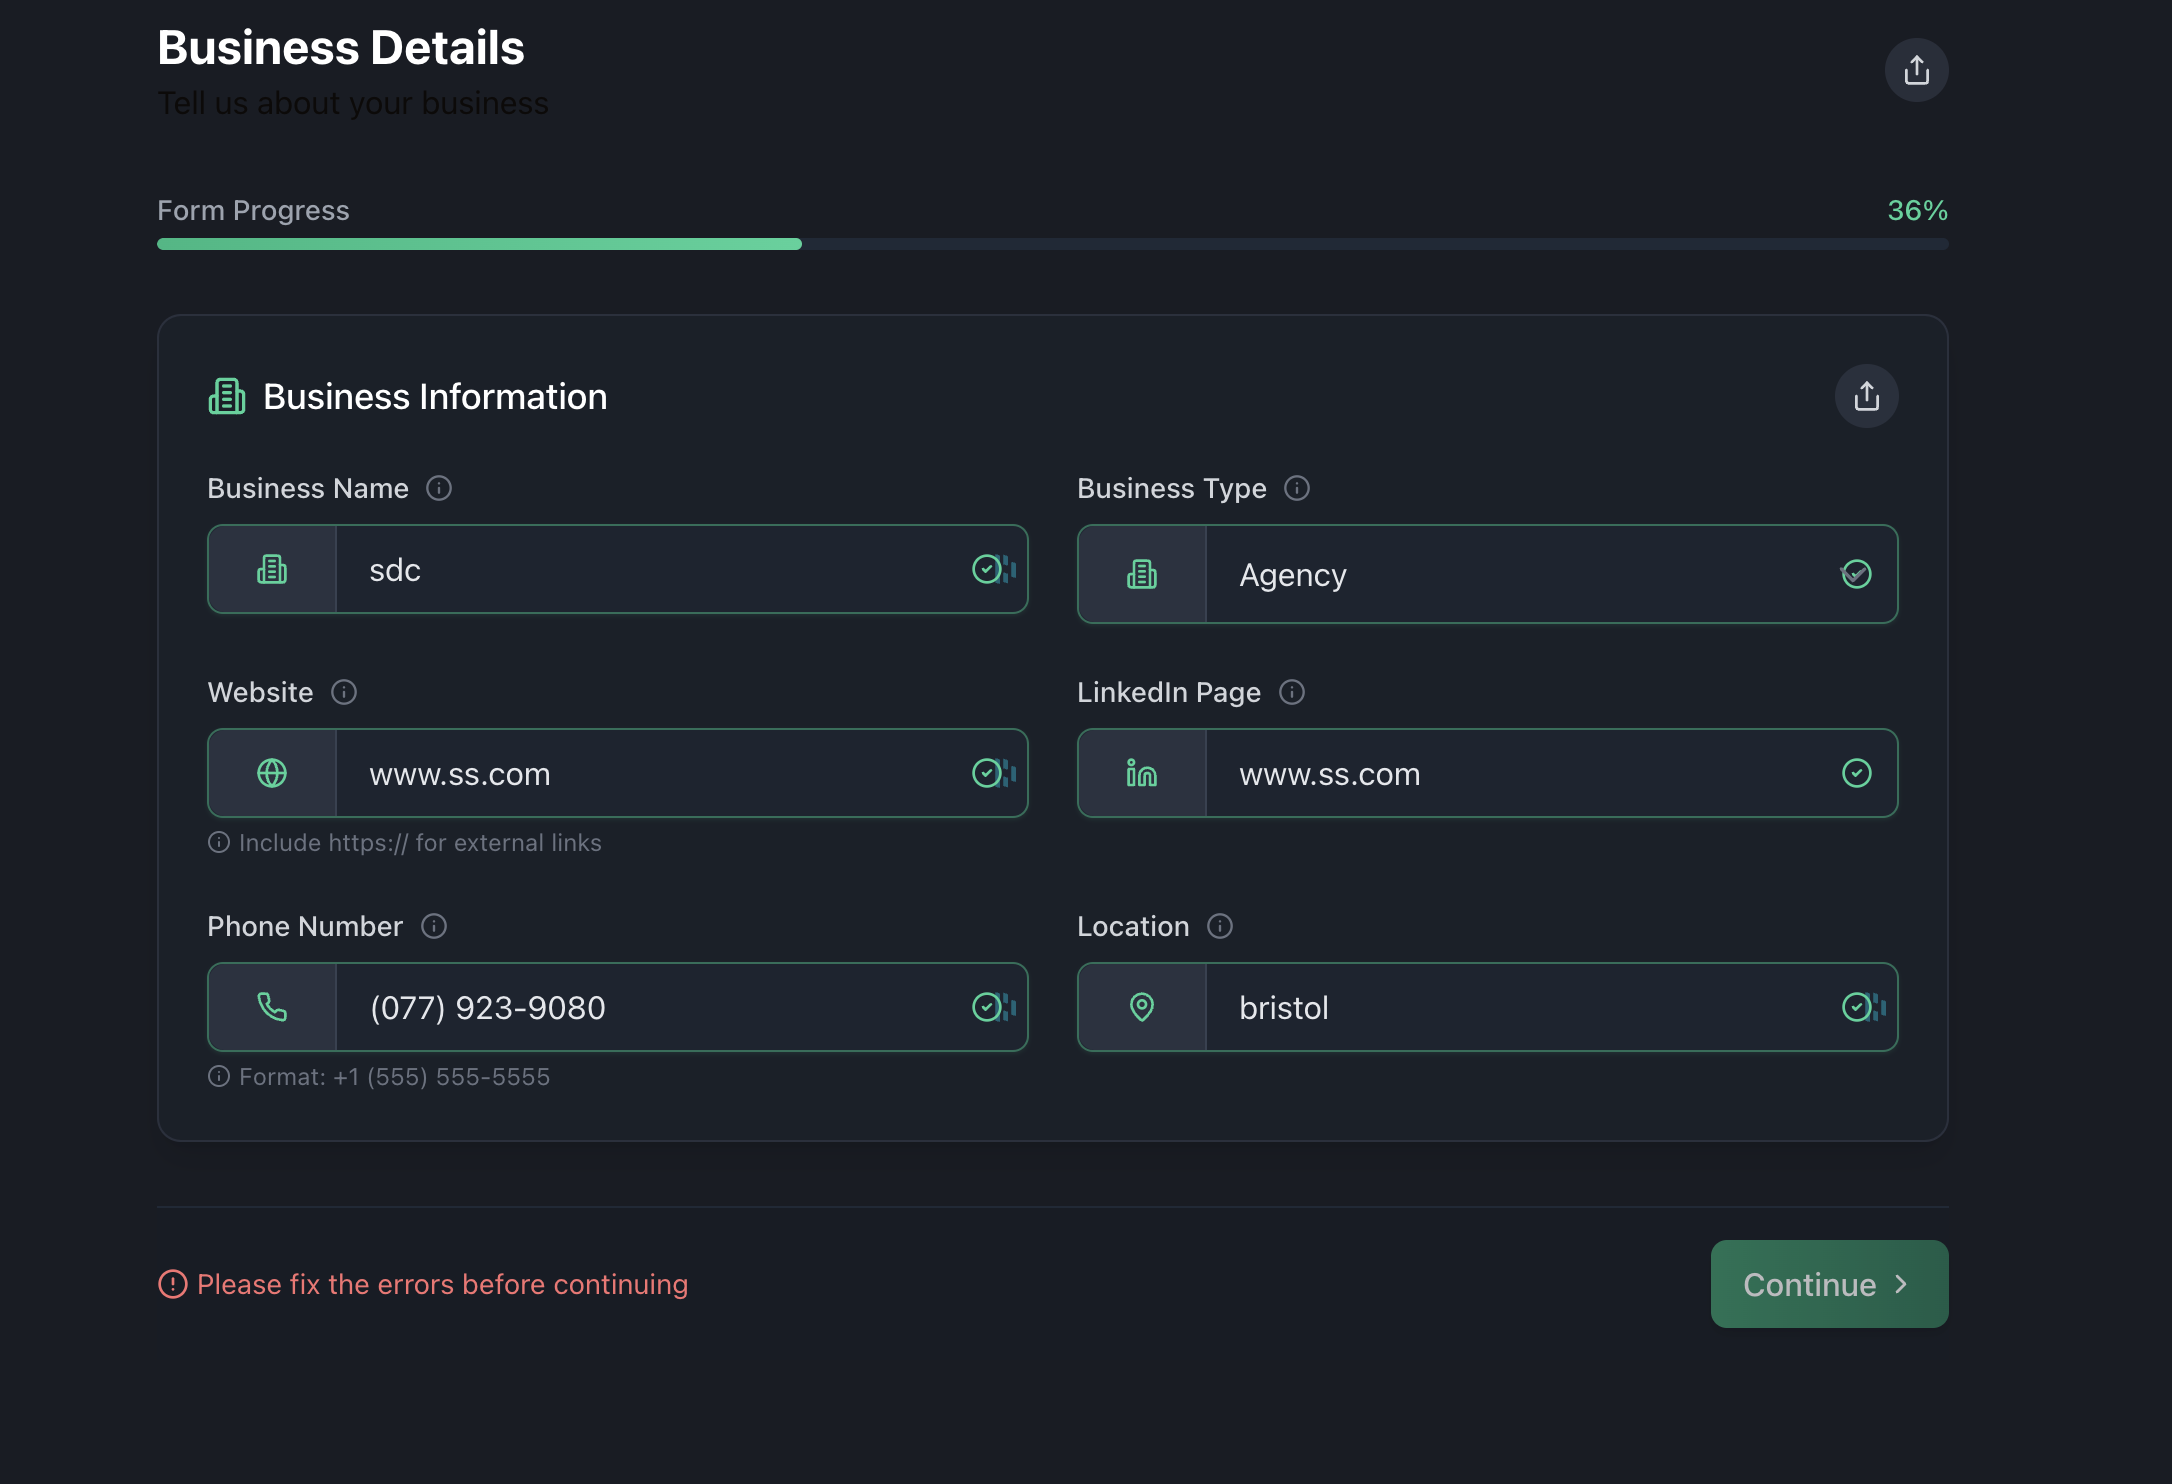 Business Details
Tell us about your business
Form Progress
36%
Business Information
Business Name
Business Type
sdc
Agency
Website
LinkedIn Page
www.ss.com
www.ss.com
Include https:// for external links
Phone Number
Location
(077) 923-9080
bristol
Format: +1 (555) 555-5555
Please fix the errors before continuing
Continue